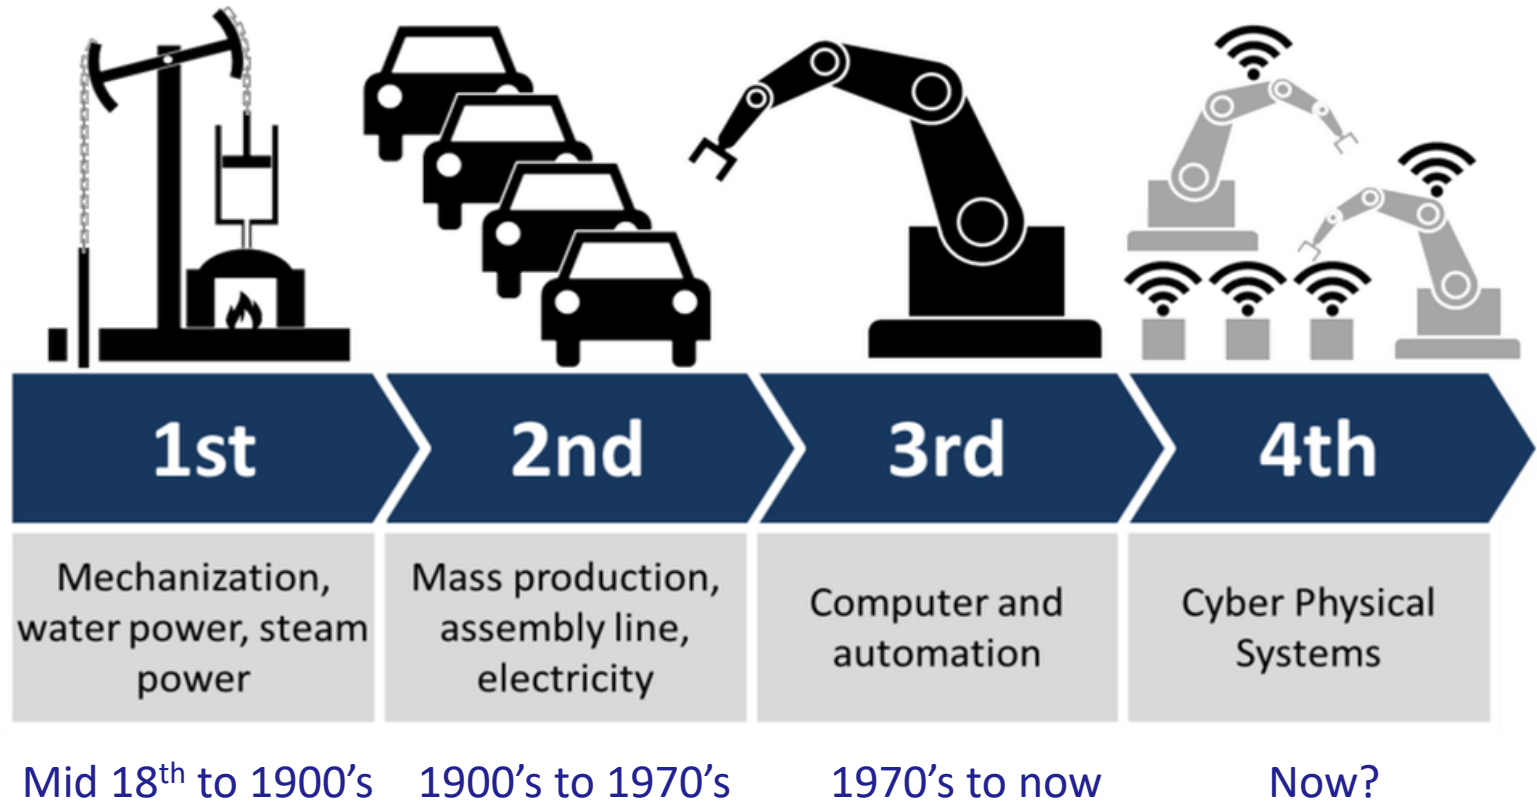 1st
2nd
3rd
4th
Mechanization,
water power, steam
power
Mass production,
assembly line,
electricity
Computer and
automation
Cyber Physical
Systems
Mid 18th to 1900’s
1900’s to 1970’s
1970’s to now
Now?